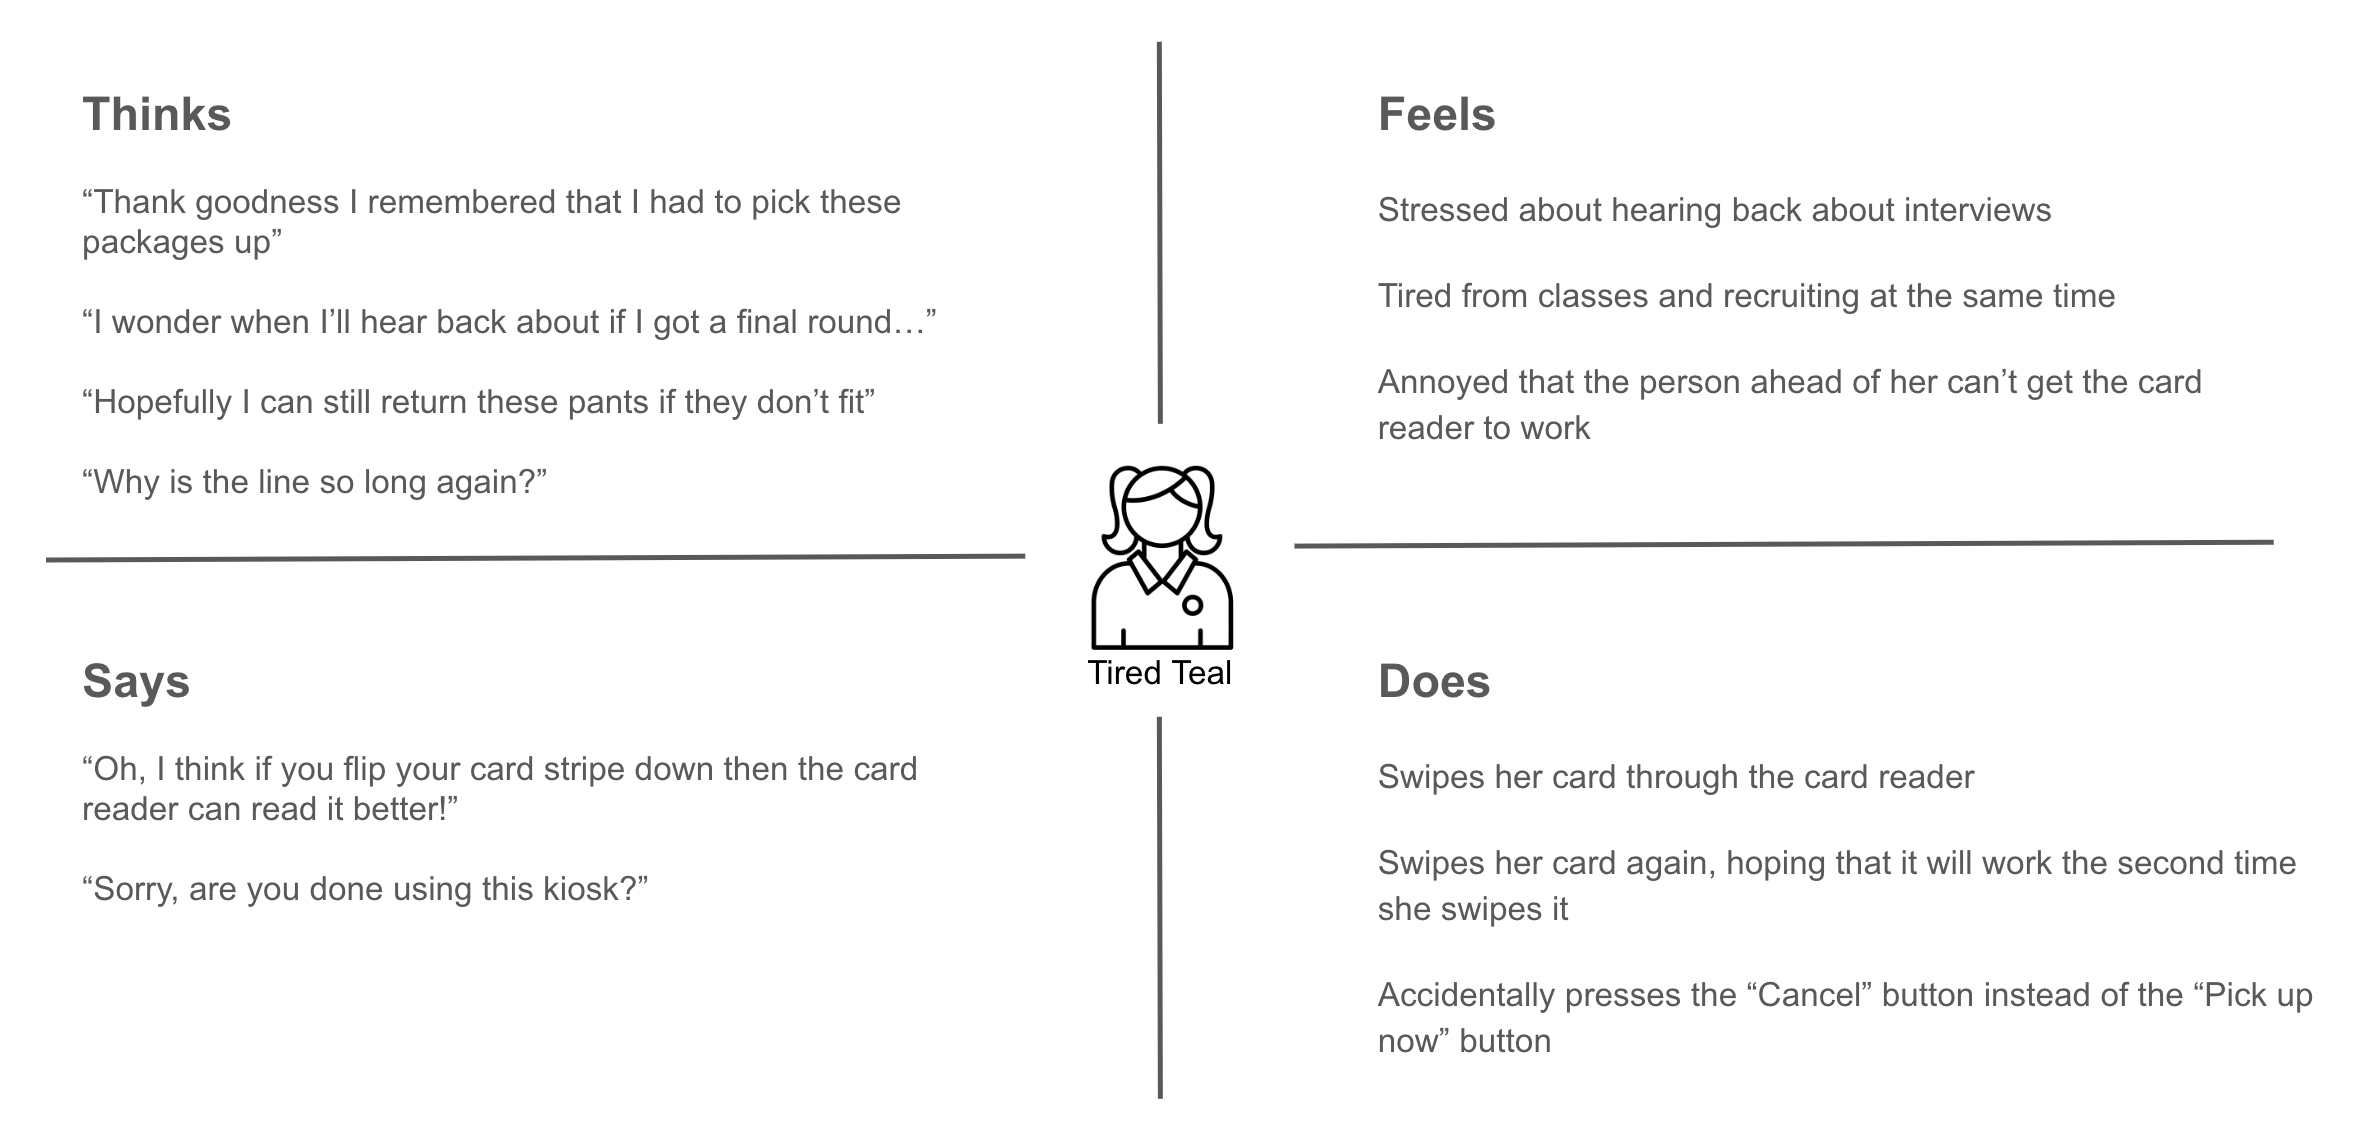 Thinks
“Thank goodness I remembered that I had to pick these
packages up”
“I wonder when I’ll hear back about if I got a final round…”
“Hopefully I can still return these pants if they don’t fit”
“Why is the line so long again?”
Feels
Stressed about hearing back about interviews
Tired from classes and recruiting at the same time
Annoyed that the person ahead of her can’t get the card
reader to work
Tired Teal
Says
“Oh, I think if you flip your card stripe down then the card
reader can read it better!”
“Sorry, are you done using this kiosk?”
Does
Swipes her card through the card reader
Swipes her card again, hoping that it will work the second time
she swipes it
Accidentally presses the “Cancel” button instead of the “Pick up
now” button